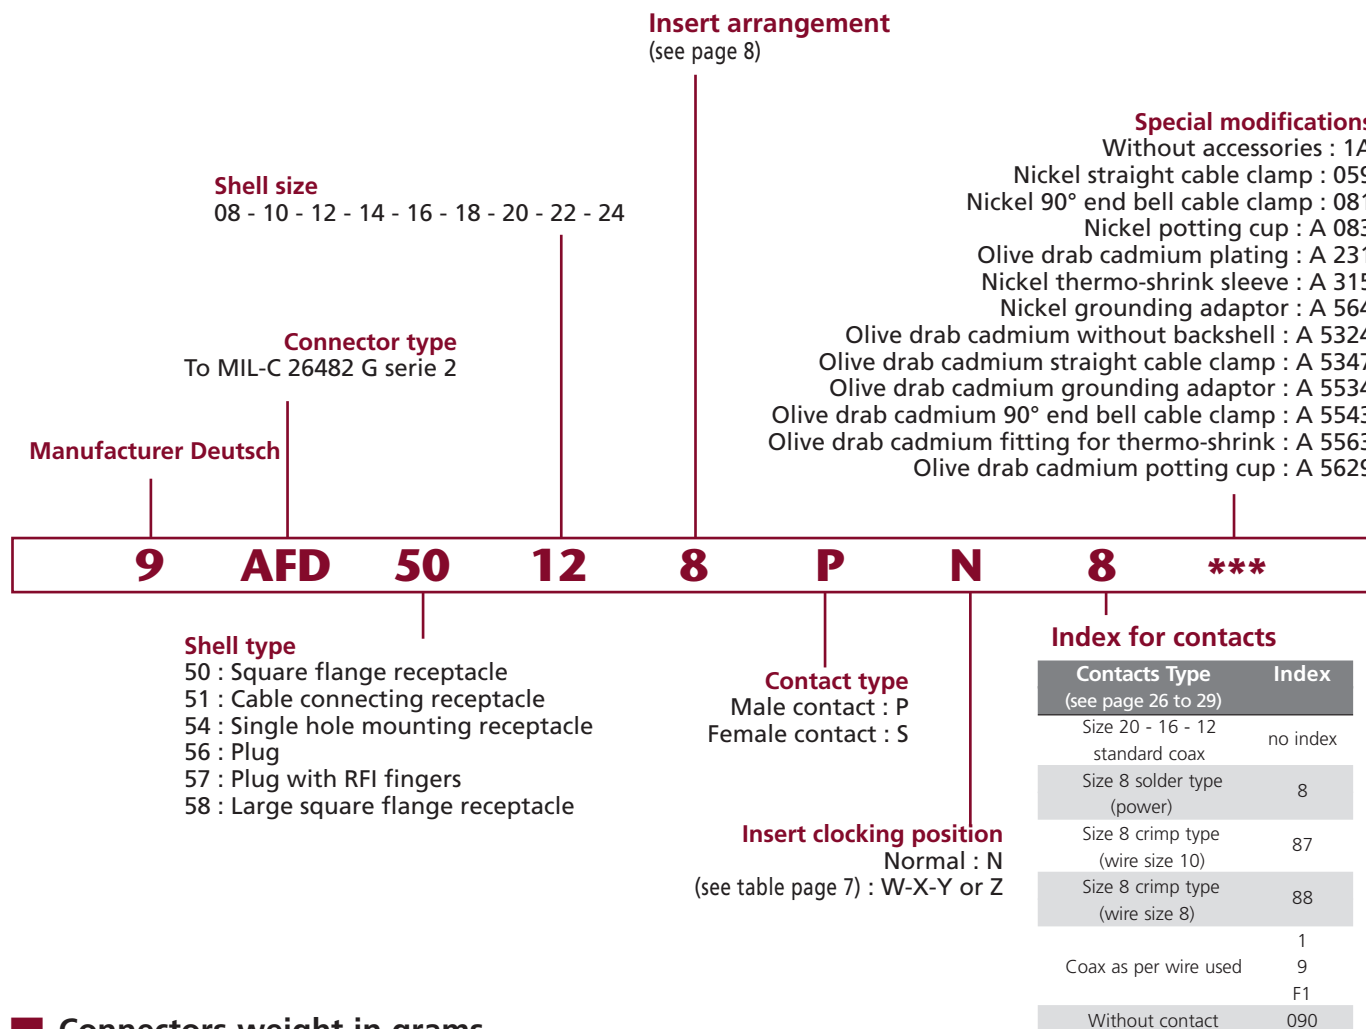 Insert arrangement
(see page 8)
Special modifications
Without accessories : 1A
Nickel straight cable clamp : 059
Nickel 90° end bell cable clamp : 081
Nickel potting cup : A 083
Olive drab cadmium plating : A 231
Nickel thermo-shrink sleeve : A 315
Nickel grounding adaptor : A 564
Olive drab cadmium without backshell : A 5324
Olive drab cadmium straight cable clamp : A 5347
Olive drab cadmium grounding adaptor : A 5534
Olive drab cadmium 90° end bell cable clamp : A 5543
Olive drab cadmium fitting for thermo-shrink : A 5563
Olive drab cadmium potting cup : A 5629
Shell size
08 - 10 - 12 - 14 - 16 - 18 - 20 - 22 - 24
Connector type
To MIL-C 26482 G serie 2
Manufacturer Deutsch
9 AFD 50 12 8 P N 8 ***
Shell type
50 : Square flange receptacle
51 : Cable connecting receptacle
54 : Single hole mounting receptacle
56 : Plug
57 : Plug with RFI fingers
58 : Large square flange receptacle
Contact type
Male contact : P
Female contact : S
Insert clocking position
Normal : N
(see table page 7) : W-X-Y or Z
Index for contacts
Contacts Type Index
(see page 26 to 29)
Size 20 - 16 - 12
standard coax no index
Size 8 solder type
(power) 8
Size 8 crimp type
(wire size 10) 87
Size 8 crimp type
(wire size 8) 88
1
Coax as per wire used 9
F1
Without contact 090
Connectors weight in grams